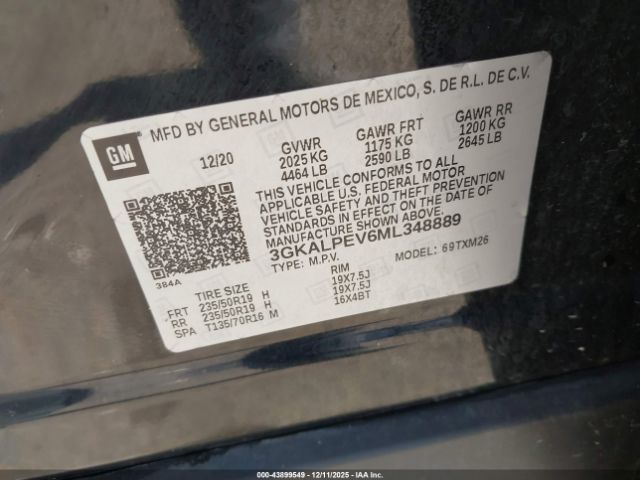 MFD BY GENERAL MOTORS DE MEXICO, S. DE R.L. DE C.V.
GM
12/20 GVWR GAWR FRT GAWR RR
2025 KG 1175 KG 1200 KG
4464 LB 2590 LB 2645 LB
THIS VEHICLE CONFORMS TO ALL
APPLICABLE U.S. FEDERAL MOTOR
VEHICLE SAFETY AND THEFT PREVENTION
STANDARDS IN EFFECT ON THE DATE OF
MANUFACTURE SHOWN ABOVE.
3GKALPEV6ML348889
TYPE: M.P.V. MODEL: 69TXM26
384A
TIRE SIZE RIM
FRT 235/50R19 H 19X7.5J
RR 235/50R19 H 19X7.5J
SPA T135/70R16 M 16X4BT
00-43899549 - 12/11/2025 - IAA Holdings, LLC